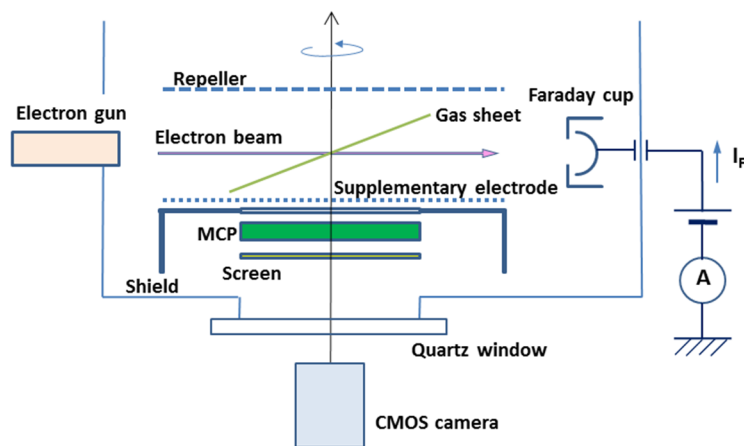 Repeller
Faraday cup
Electron gun
Gas sheet
Electron beam
I_F
Supplementary electrode
MCP
Screen
A
Shield
Quartz window
CMOS camera